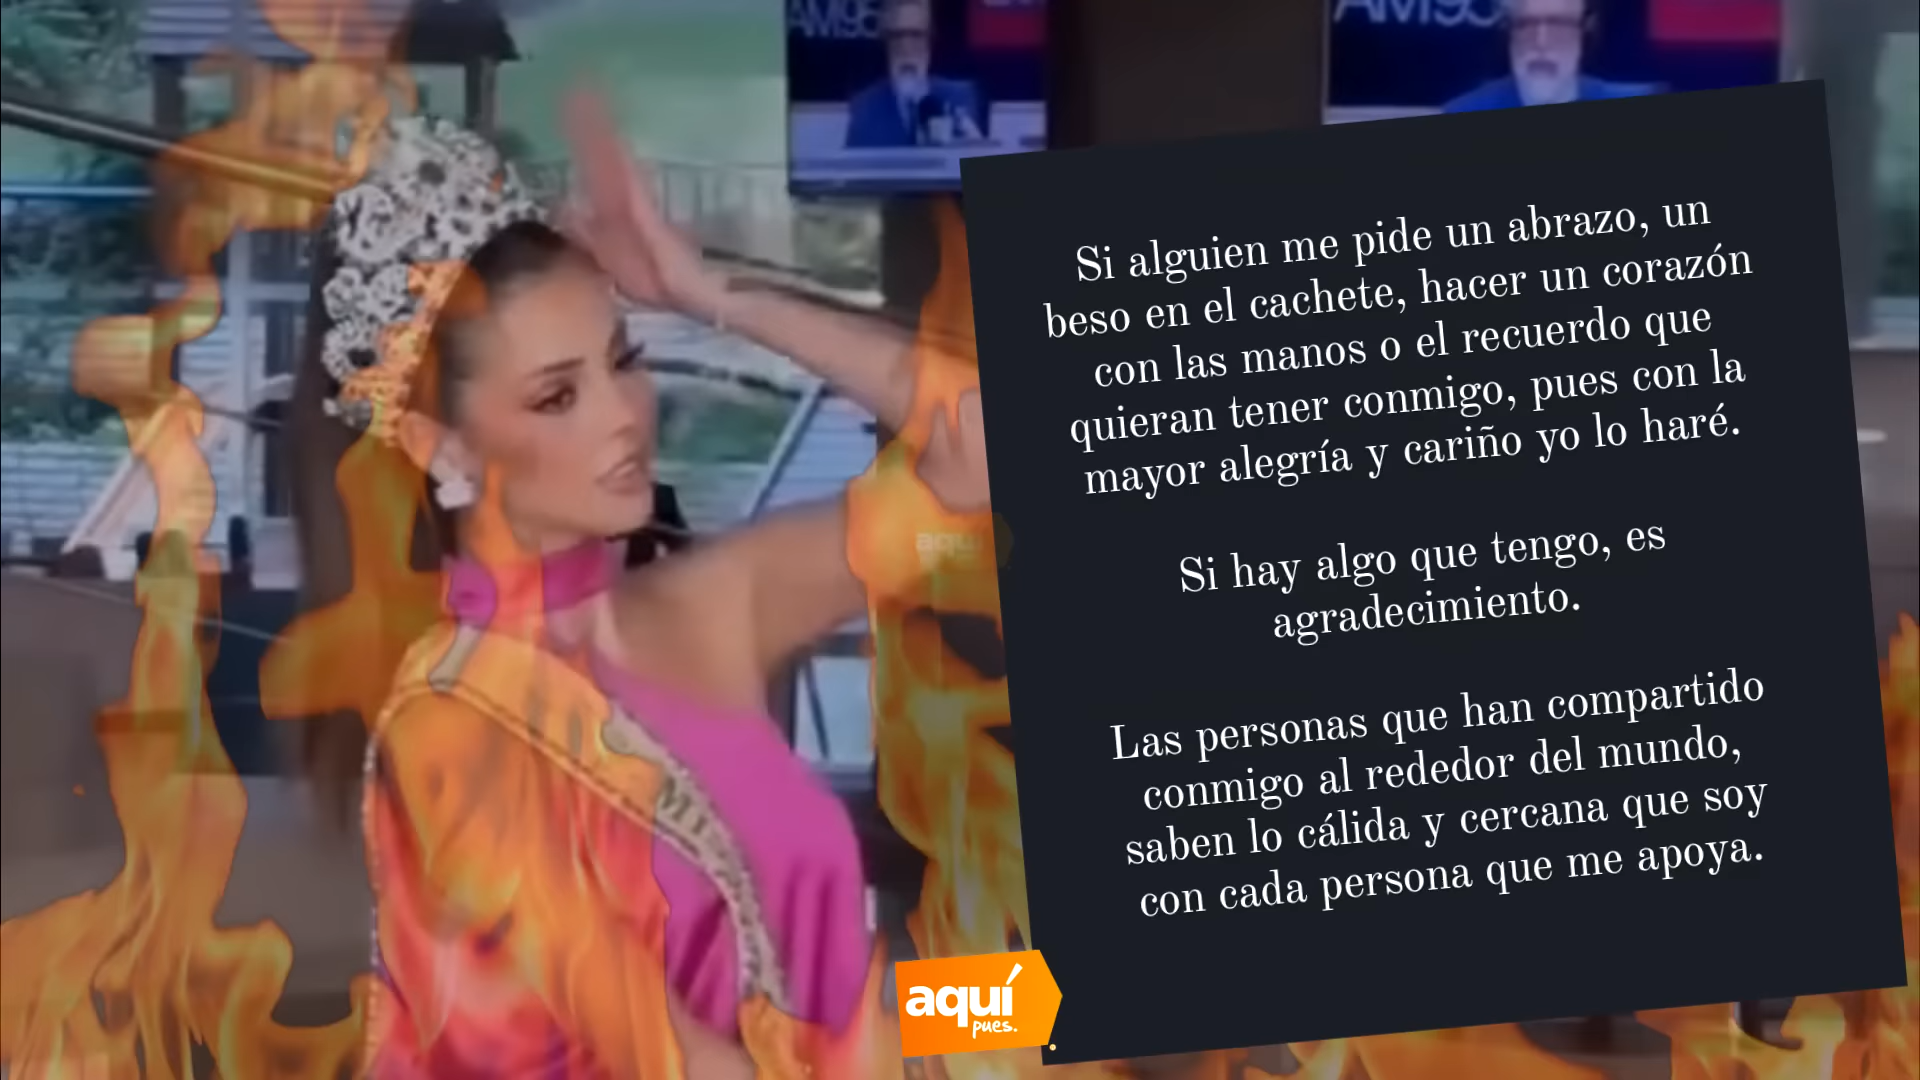 AM95
AM95
Si alguien me pide un abrazo, un
beso en el cachete, hacer un corazón
con las manos o el recuerdo que
quieran tener conmigo, pues con la
mayor alegría y cariño yo lo haré.
Si hay algo que tengo, es
agradecimiento.
Las personas que han compartido
conmigo al rededor del mundo,
saben lo cálida y cercana que soy
con cada persona que me apoya.
aquí
aquí
pues.